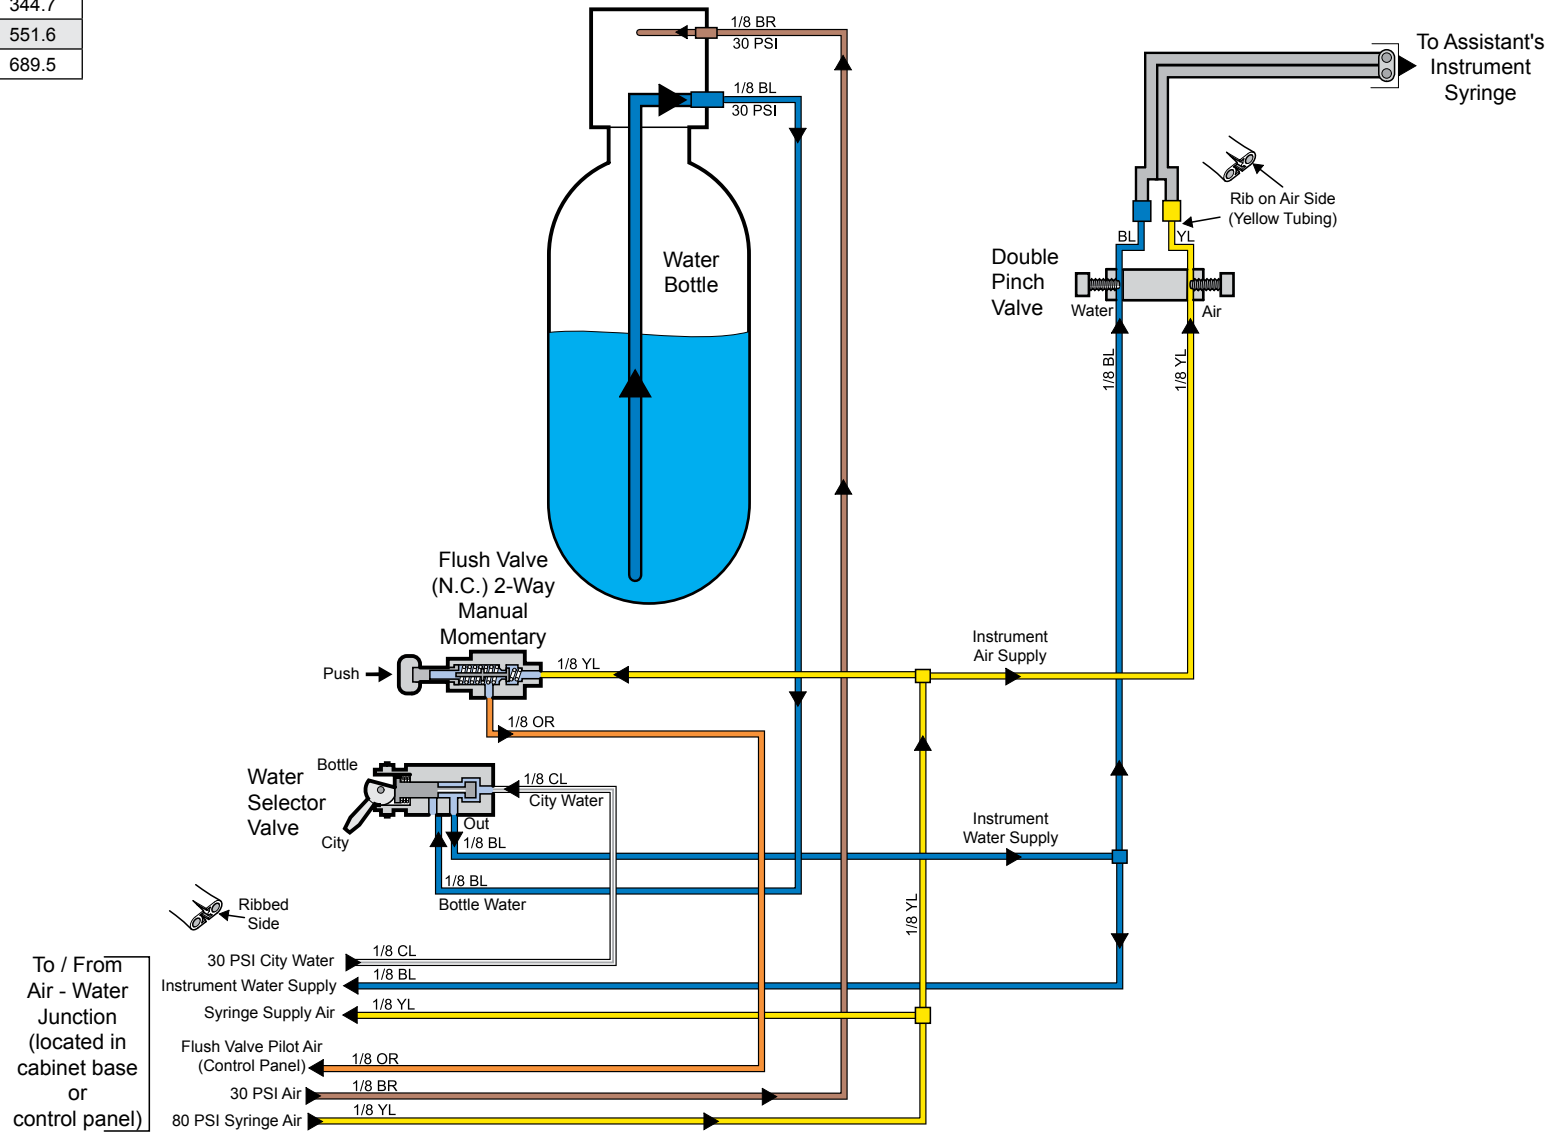 344.7
551.6
689.5
1/8 BR
30 PSI
1/8 BL
30 PSI
To Assistant's
Instrument
Syringe
Rib on Air Side
(Yellow Tubing)
BL
YL
Double
Pinch
Valve
Water
Air
1/8 BL
1/8 YL
Water
Bottle
Flush Valve
(N.C.) 2-Way
Manual
Momentary
Push
1/8 YL
Instrument
Air Supply
1/8 OR
Water
Selector
Valve
Bottle
City
1/8 CL
City Water
Out
1/8 BL
Instrument
Water Supply
1/8 BL
Bottle Water
1/8 YL
Ribbed
Side
To / From
Air - Water
Junction
(located in
cabinet base
or
control panel)
30 PSI City Water
1/8 CL
Instrument Water Supply
1/8 BL
Syringe Supply Air
1/8 YL
Flush Valve Pilot Air
(Control Panel)
1/8 OR
30 PSI Air
1/8 BR
80 PSI Syringe Air
1/8 YL